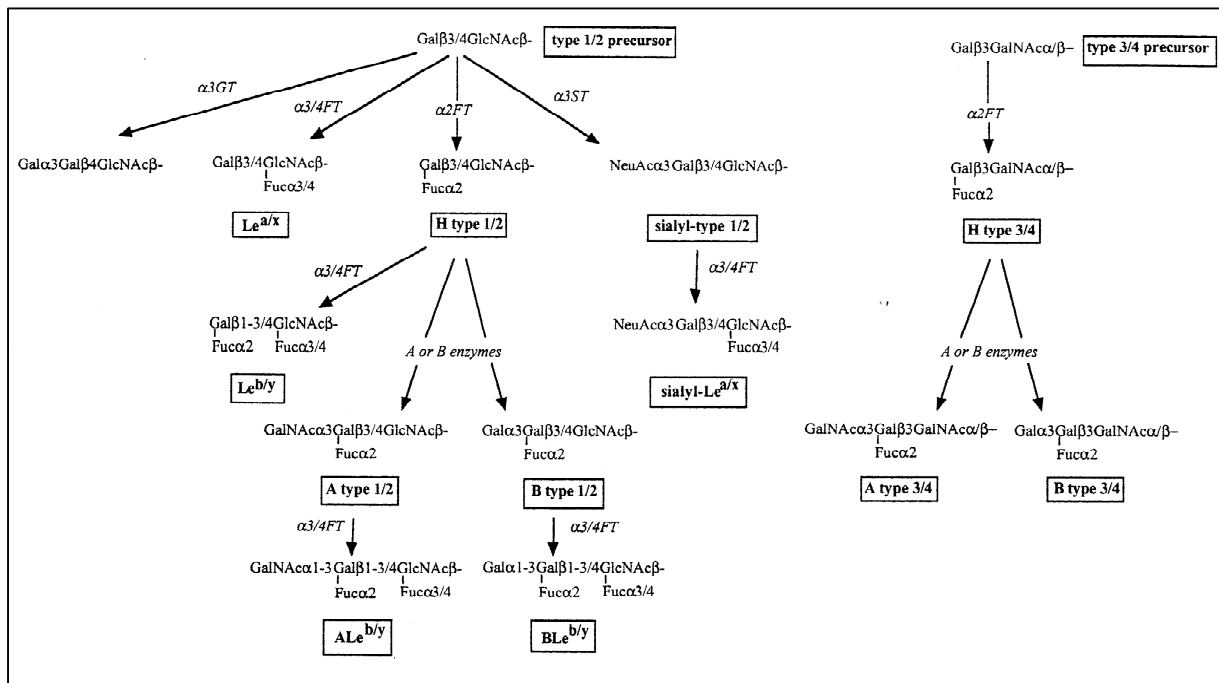 Galβ3/4GlcNAcβ- type 1/2 precursor
Galβ3GalNAcα/β– type 3/4 precursor
α3GT
α3/4FT
α2FT
α3ST
α2FT
Galα3Galβ4GlcNAcβ-
Galβ3/4GlcNAcβ-
Fucα3/4
Le^a/x
Galβ3/4GlcNAcβ-
Fucα2
H type 1/2
NeuAcα3Galβ3/4GlcNAcβ-
sialyl-type 1/2
Galβ3GalNAcα/β–
Fucα2
H type 3/4
α3/4FT
α3/4FT
Galβ1-3/4GlcNAcβ-
Fucα2 Fucα3/4
Le^b/y
A or B enzymes
NeuAcα3Galβ3/4GlcNAcβ-
Fucα3/4
sialyl-Le^a/x
A or B enzymes
GalNAcα3Galβ3/4GlcNAcβ-
Fucα2
A type 1/2
Galα3Galβ3/4GlcNAcβ-
Fucα2
B type 1/2
GalNAcα3Galβ3GalNAcα/β–
Fucα2
A type 3/4
Galα3Galβ3GalNAcα/β–
Fucα2
B type 3/4
α3/4FT
α3/4FT
GalNAcα1-3Galβ1-3/4GlcNAcβ-
Fucα2 Fucα3/4
ALe^b/y
Galα1-3Galβ1-3/4GlcNAcβ-
Fucα2 Fucα3/4
BLe^b/y